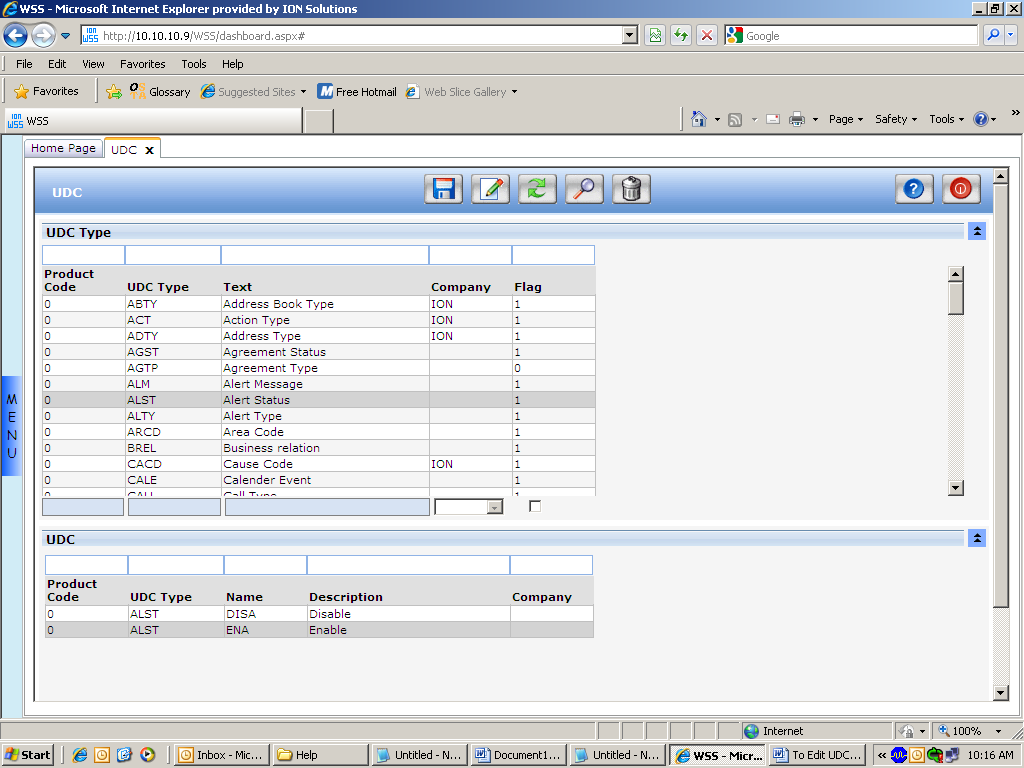 WSS - Microsoft Internet Explorer provided by ION Solutions
ION WSS http://10.10.10.9/WSS/dashboard.aspx# Google
File Edit View Favorites Tools Help
Favorites Glossary Suggested Sites Free Hotmail Web Slice Gallery
ION WSS WSS Page Safety Tools »
Home Page UDC x
UDC
UDC Type
Product
Code UDC Type Text Company Flag
0 ABTY Address Book Type ION 1
0 ACT Action Type ION 1
0 ADTY Address Type ION 1
0 AGST Agreement Status 1
0 AGTP Agreement Type 0
0 ALM Alert Message 1
0 ALST Alert Status 1
0 ALTY Alert Type 1
0 ARCD Area Code 1
0 BREL Business relation 1
0 CACD Cause Code ION 1
0 CALE Calender Event 1
0 CALL Call Type 1
MENU
UDC
Product
Code UDC Type Name Description Company
0 ALST DISA Disable
0 ALST ENA Enable
Internet 100%
Start Inbox - Mic... Help Untitled - N... Document1... Untitled - N... WSS - Micr... To Edit UDC... « 10:16 AM